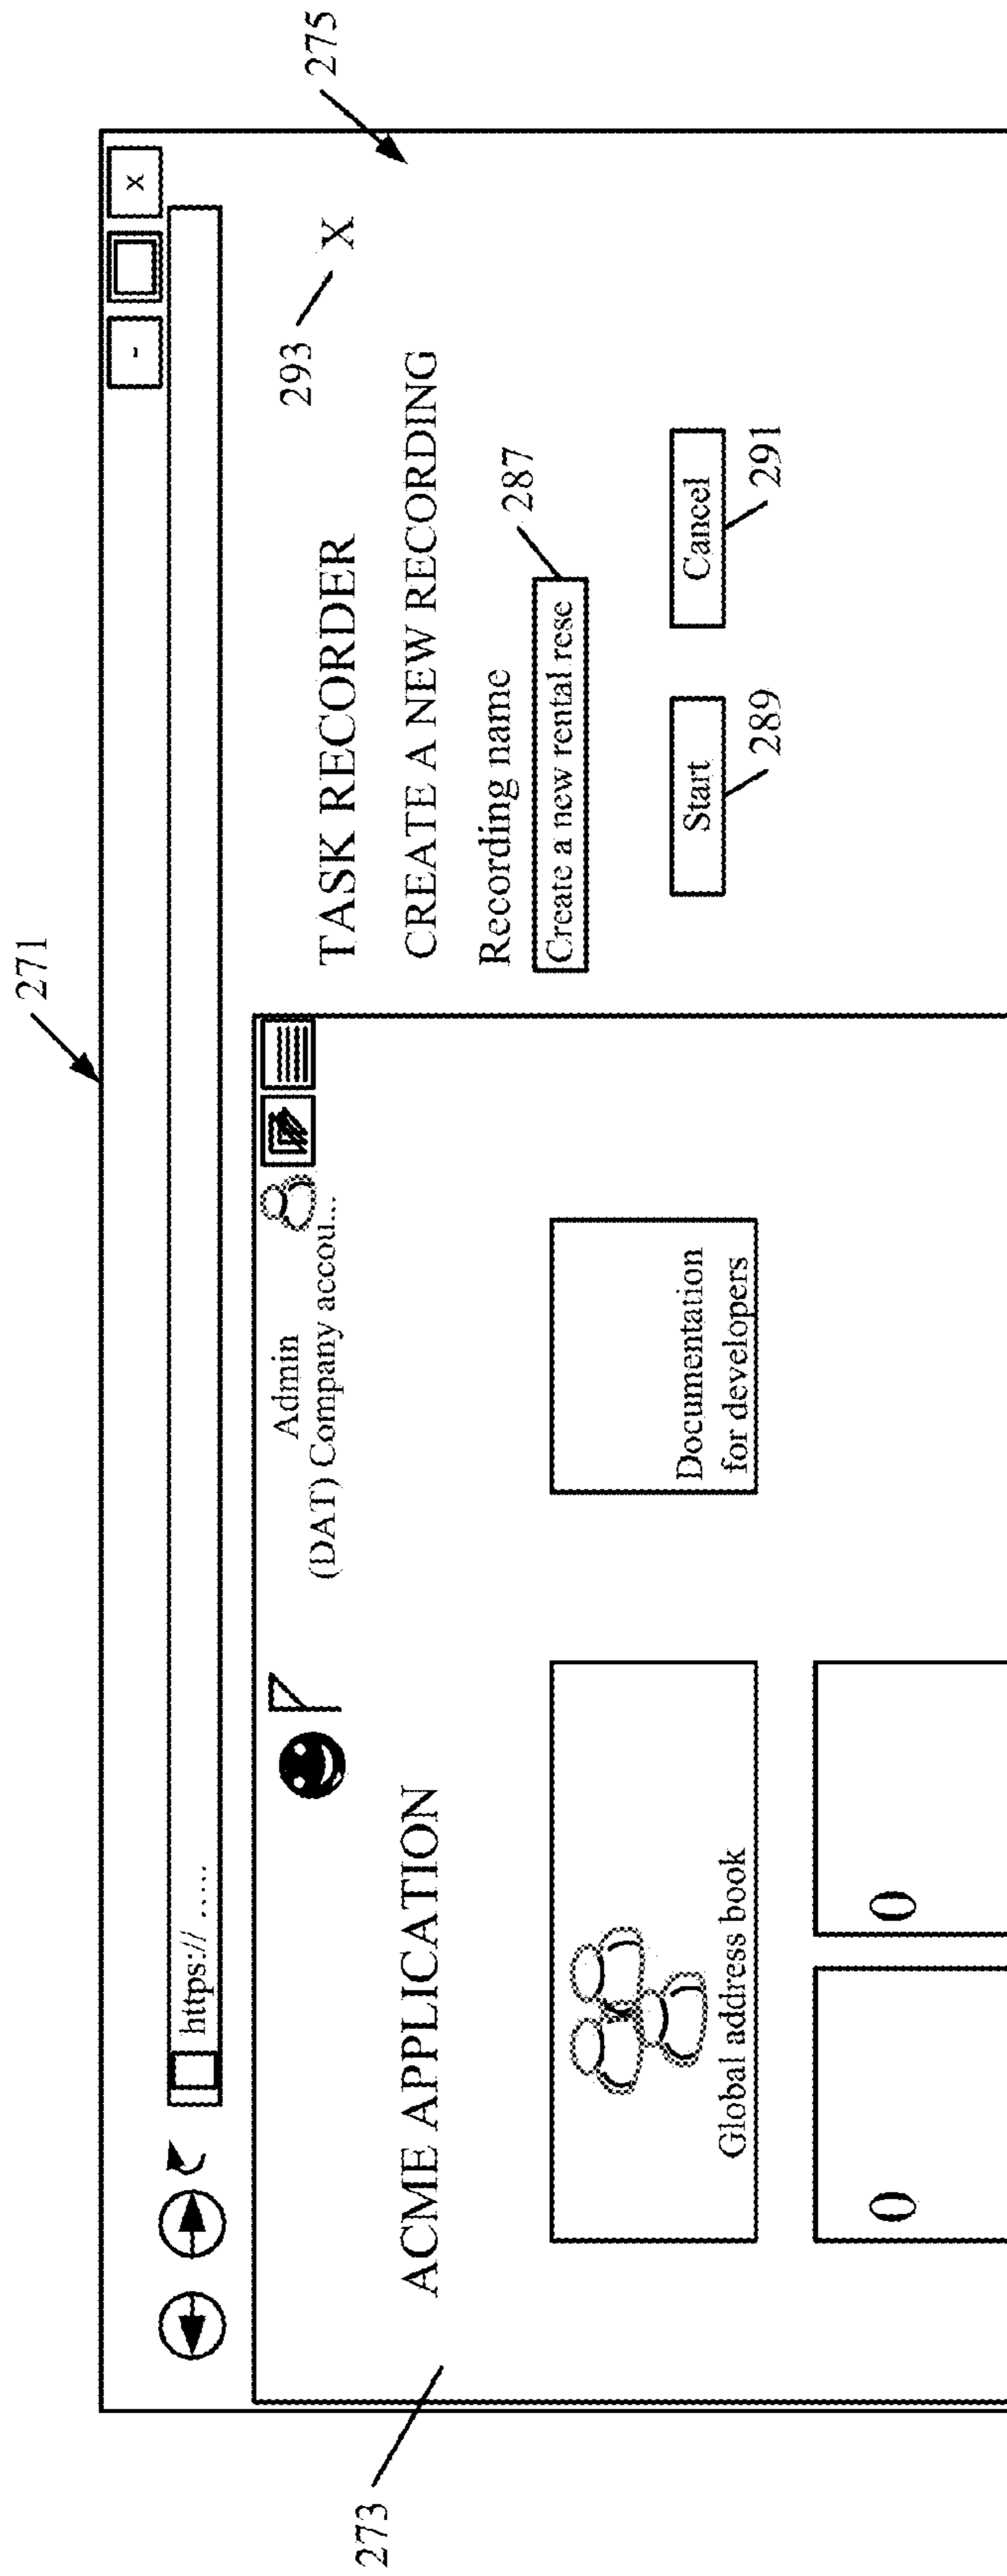 271
- x
https:// .....
275
293 X
Admin
(DAT) Company accou...
TASK RECORDER
ACME APPLICATION
CREATE A NEW RECORDING
273
Recording name
287
Create a new rental rese
Global address book
Documentation
for developers
Start
Cancel
289
291
0
0